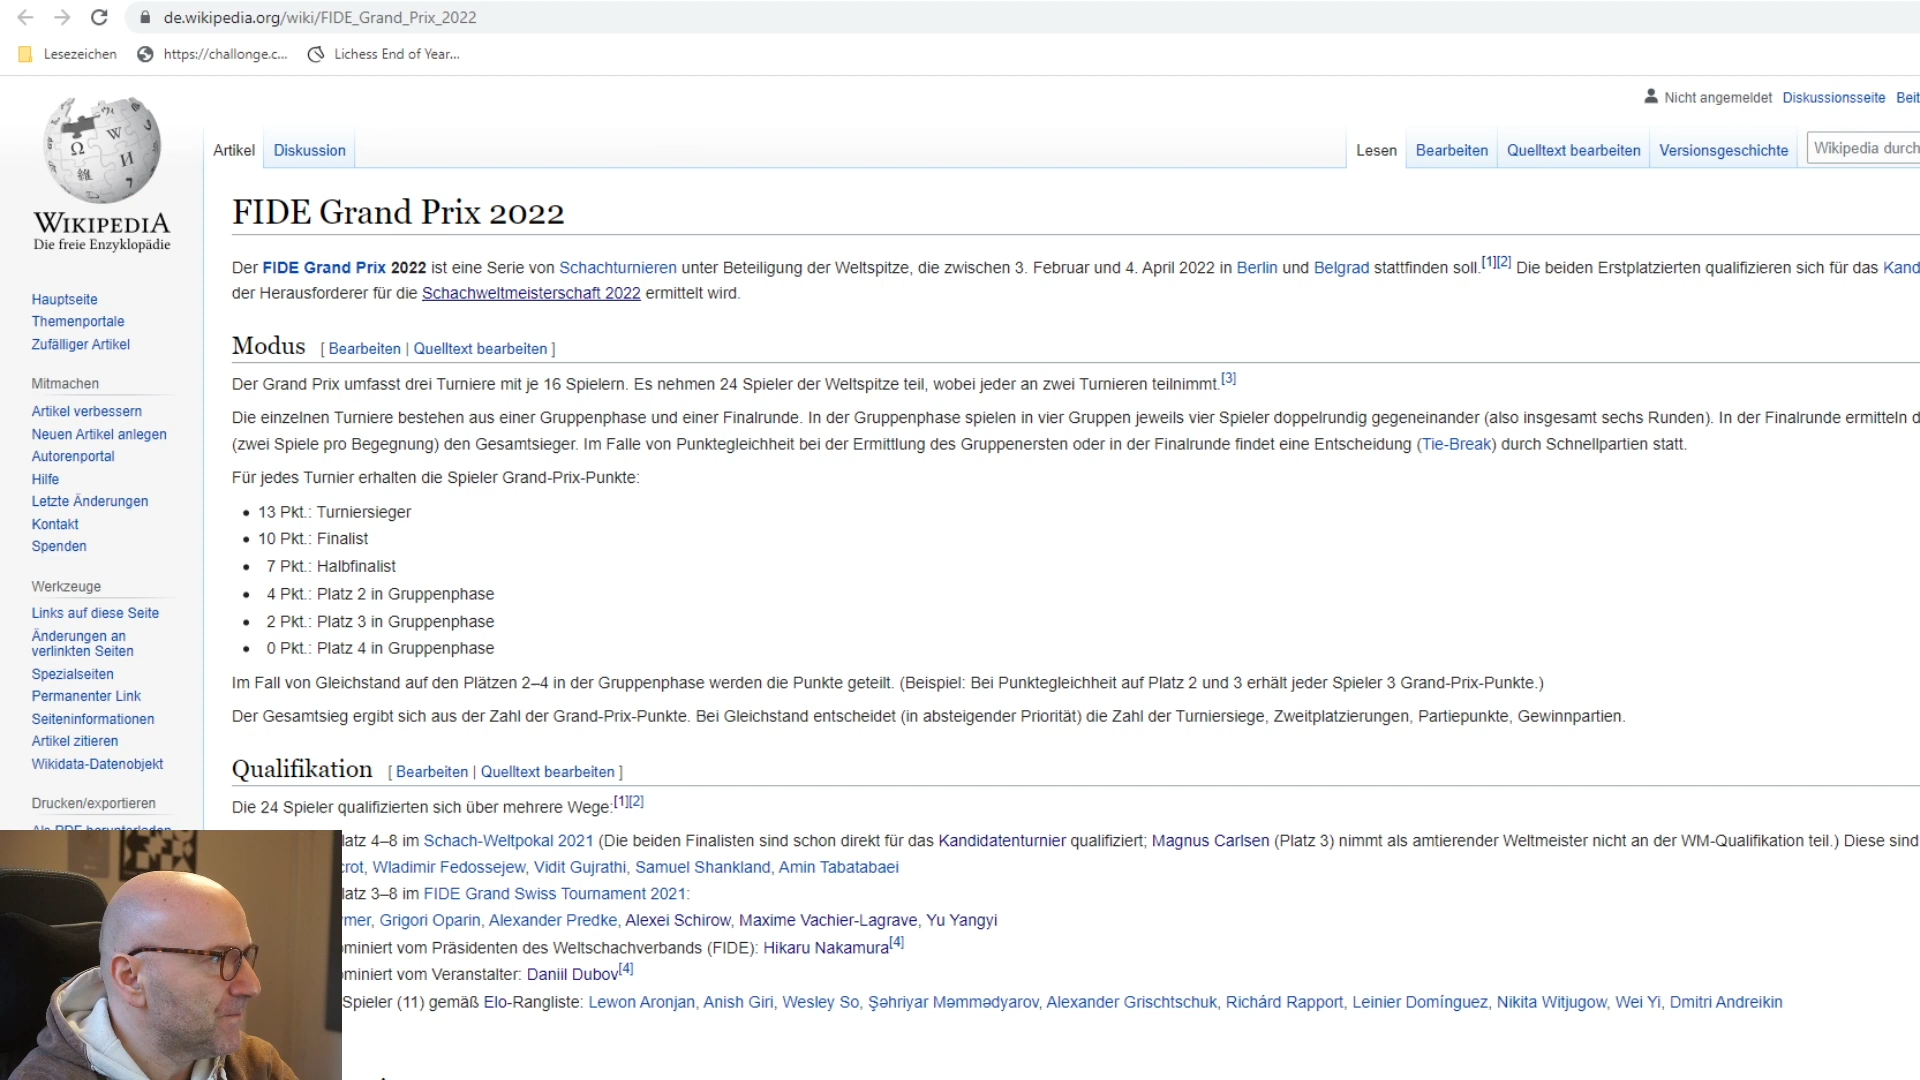 de.wikipedia.org/wiki/FIDE_Grand_Prix_2022
Lesezeichen https://challonge.c... Lichess End of Year...
Nicht angemeldet Diskussionsseite
Artikel Diskussion Lesen Bearbeiten Quelltext bearbeiten Versionsgeschichte Wikipedia durch
WIKIPEDIA
Die freie Enzyklopädie
Hauptseite
Themenportale
Zufälliger Artikel
Mitmachen
Artikel verbessern
Neuen Artikel anlegen
Autorenportal
Hilfe
Letzte Änderungen
Kontakt
Spenden
Werkzeuge
Links auf diese Seite
Änderungen an
verlinkten Seiten
Spezialseiten
Permanenter Link
Seiteninformationen
Artikel zitieren
Wikidata-Datenobjekt
Drucken/exportieren
FIDE Grand Prix 2022
Der FIDE Grand Prix 2022 ist eine Serie von Schachturnieren unter Beteiligung der Weltspitze, die zwischen 3. Februar und 4. April 2022 in Berlin und Belgrad stattfinden soll.[1][2] Die beiden Erstplatzierten qualifizieren sich für das Kand
der Herausforderer für die Schachweltmeisterschaft 2022 ermittelt wird.
Modus [ Bearbeiten | Quelltext bearbeiten ]
Der Grand Prix umfasst drei Turniere mit je 16 Spielern. Es nehmen 24 Spieler der Weltspitze teil, wobei jeder an zwei Turnieren teilnimmt.[3]
Die einzelnen Turniere bestehen aus einer Gruppenphase und einer Finalrunde. In der Gruppenphase spielen in vier Gruppen jeweils vier Spieler doppelrundig gegeneinander (also insgesamt sechs Runden). In der Finalrunde ermitteln d
(zwei Spiele pro Begegnung) den Gesamtsieger. Im Falle von Punktegleichheit bei der Ermittlung des Gruppenersten oder in der Finalrunde findet eine Entscheidung (Tie-Break) durch Schnellpartien statt.
Für jedes Turnier erhalten die Spieler Grand-Prix-Punkte:
• 13 Pkt.: Turniersieger
• 10 Pkt.: Finalist
• 7 Pkt.: Halbfinalist
• 4 Pkt.: Platz 2 in Gruppenphase
• 2 Pkt.: Platz 3 in Gruppenphase
• 0 Pkt.: Platz 4 in Gruppenphase
Im Fall von Gleichstand auf den Plätzen 2–4 in der Gruppenphase werden die Punkte geteilt. (Beispiel: Bei Punktegleichheit auf Platz 2 und 3 erhält jeder Spieler 3 Grand-Prix-Punkte.)
Der Gesamtsieg ergibt sich aus der Zahl der Grand-Prix-Punkte. Bei Gleichstand entscheidet (in absteigender Priorität) die Zahl der Turniersiege, Zweitplatzierungen, Partiepunkte, Gewinnpartien.
Qualifikation [ Bearbeiten | Quelltext bearbeiten ]
Die 24 Spieler qualifizierten sich über mehrere Wege:[1][2]
latz 4–8 im Schach-Weltpokal 2021 (Die beiden Finalisten sind schon direkt für das Kandidatenturnier qualifiziert; Magnus Carlsen (Platz 3) nimmt als amtierender Weltmeister nicht an der WM-Qualifikation teil.) Diese sind
crot, Wladimir Fedossejew, Vidit Gujrathi, Samuel Shankland, Amin Tabatabaei
latz 3–8 im FIDE Grand Swiss Tournament 2021:
mer, Grigori Oparin, Alexander Predke, Alexei Schirow, Maxime Vachier-Lagrave, Yu Yangyi
miniert vom Präsidenten des Weltschachverbands (FIDE): Hikaru Nakamura[4]
miniert vom Veranstalter: Daniil Dubov[4]
Spieler (11) gemäß Elo-Rangliste: Lewon Aronjan, Anish Giri, Wesley So, Şəhriyar Məmmədyarov, Alexander Grischtschuk, Richárd Rapport, Leinier Domínguez, Nikita Witjugow, Wei Yi, Dmitri Andreikin